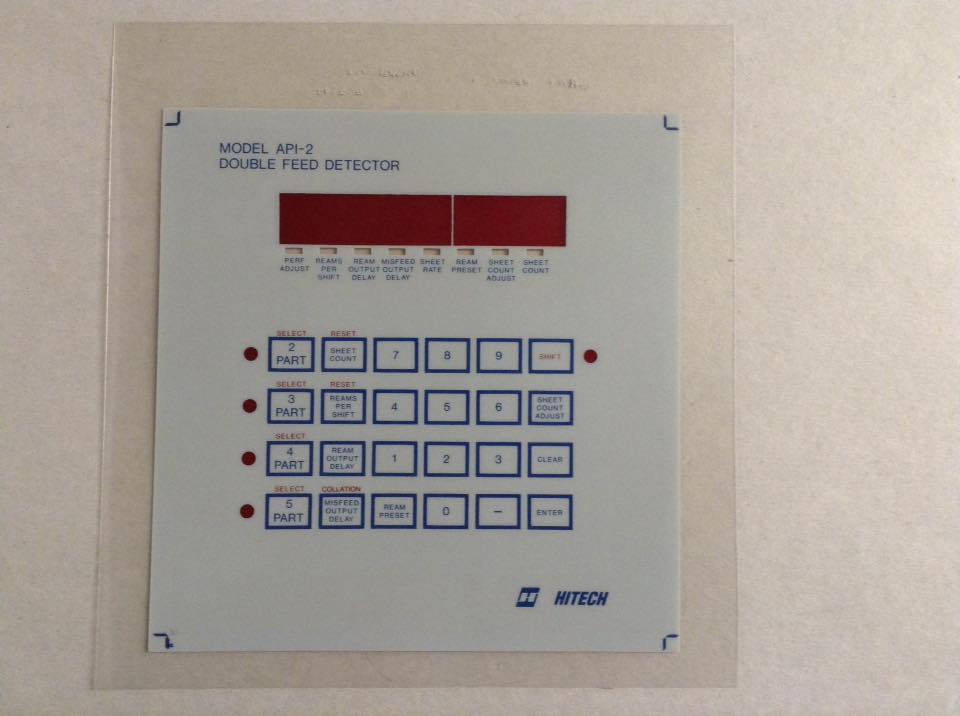 MODEL API-2
DOUBLE FEED DETECTOR
PERF ADJUST
REAMS PER SHIFT
REAM OUTPUT DELAY
MISFEED OUTPUT DELAY
SHEET RATE
REAM PRESET
SHEET COUNT ADJUST
SHEET COUNT
SELECT RESET
2 PART
SHEET COUNT
7
8
9
SHIFT
SELECT RESET
3 PART
REAMS PER SHIFT
4
5
6
SHEET COUNT ADJUST
SELECT
4 PART
REAM OUTPUT DELAY
1
2
3
CLEAR
SELECT COLLATION
5 PART
MISFEED OUTPUT DELAY
REAM PRESET
0
–
ENTER
H HITECH